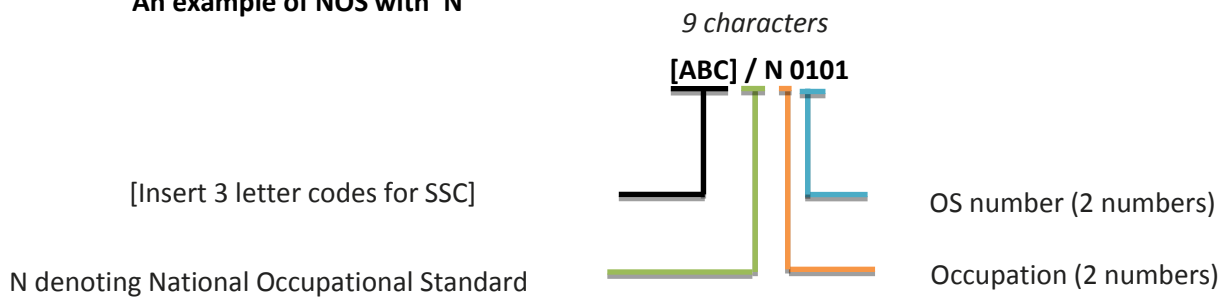 An example of NOS with 'N'
9 characters
[ABC] / N 0101
[Insert 3 letter codes for SSC]
OS number (2 numbers)
N denoting National Occupational Standard
Occupation (2 numbers)